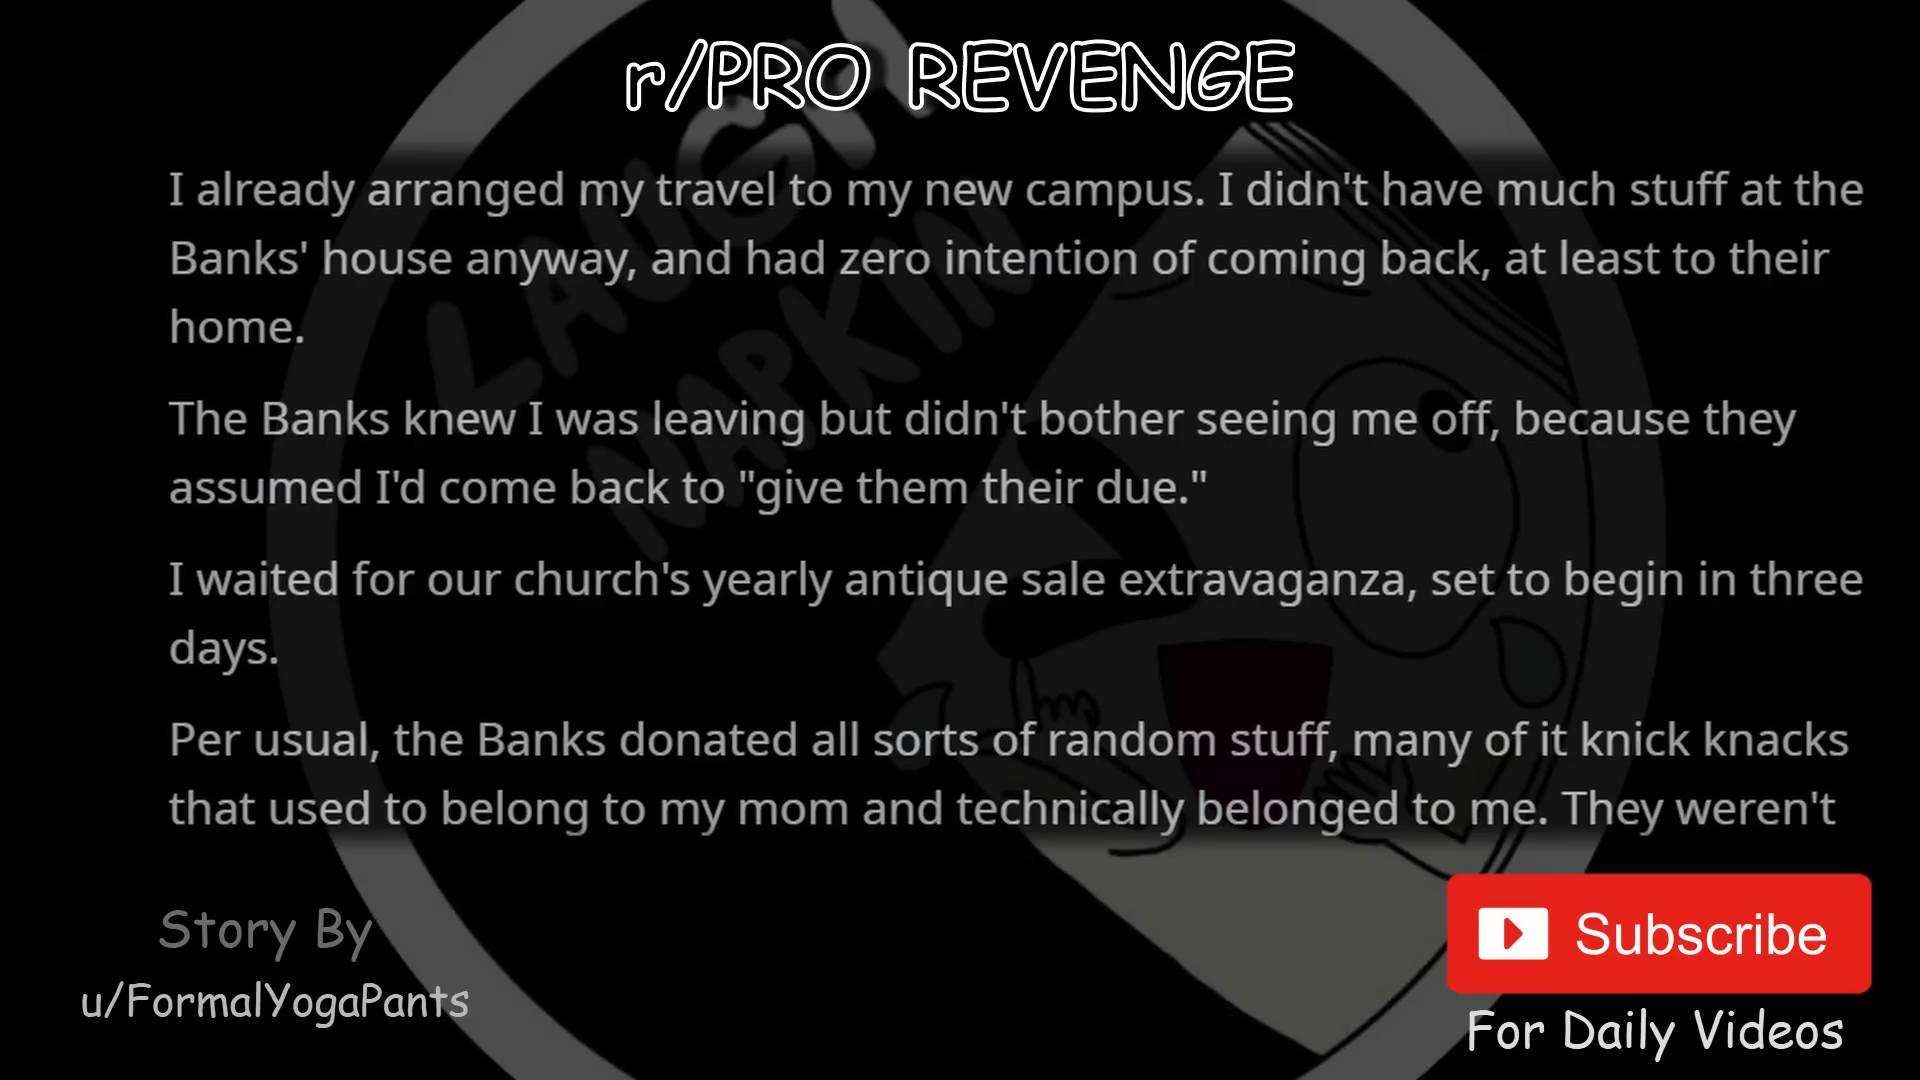 r/PRO REVENGE
LAUGH
NAPKIN
I already arranged my travel to my new campus. I didn't have much stuff at the
Banks' house anyway, and had zero intention of coming back, at least to their
home.
The Banks knew I was leaving but didn't bother seeing me off, because they
assumed I'd come back to "give them their due."
I waited for our church's yearly antique sale extravaganza, set to begin in three
days.
Per usual, the Banks donated all sorts of random stuff, many of it knick knacks
that used to belong to my mom and technically belonged to me. They weren't
Story By
u/FormalYogaPants
Subscribe
For Daily Videos